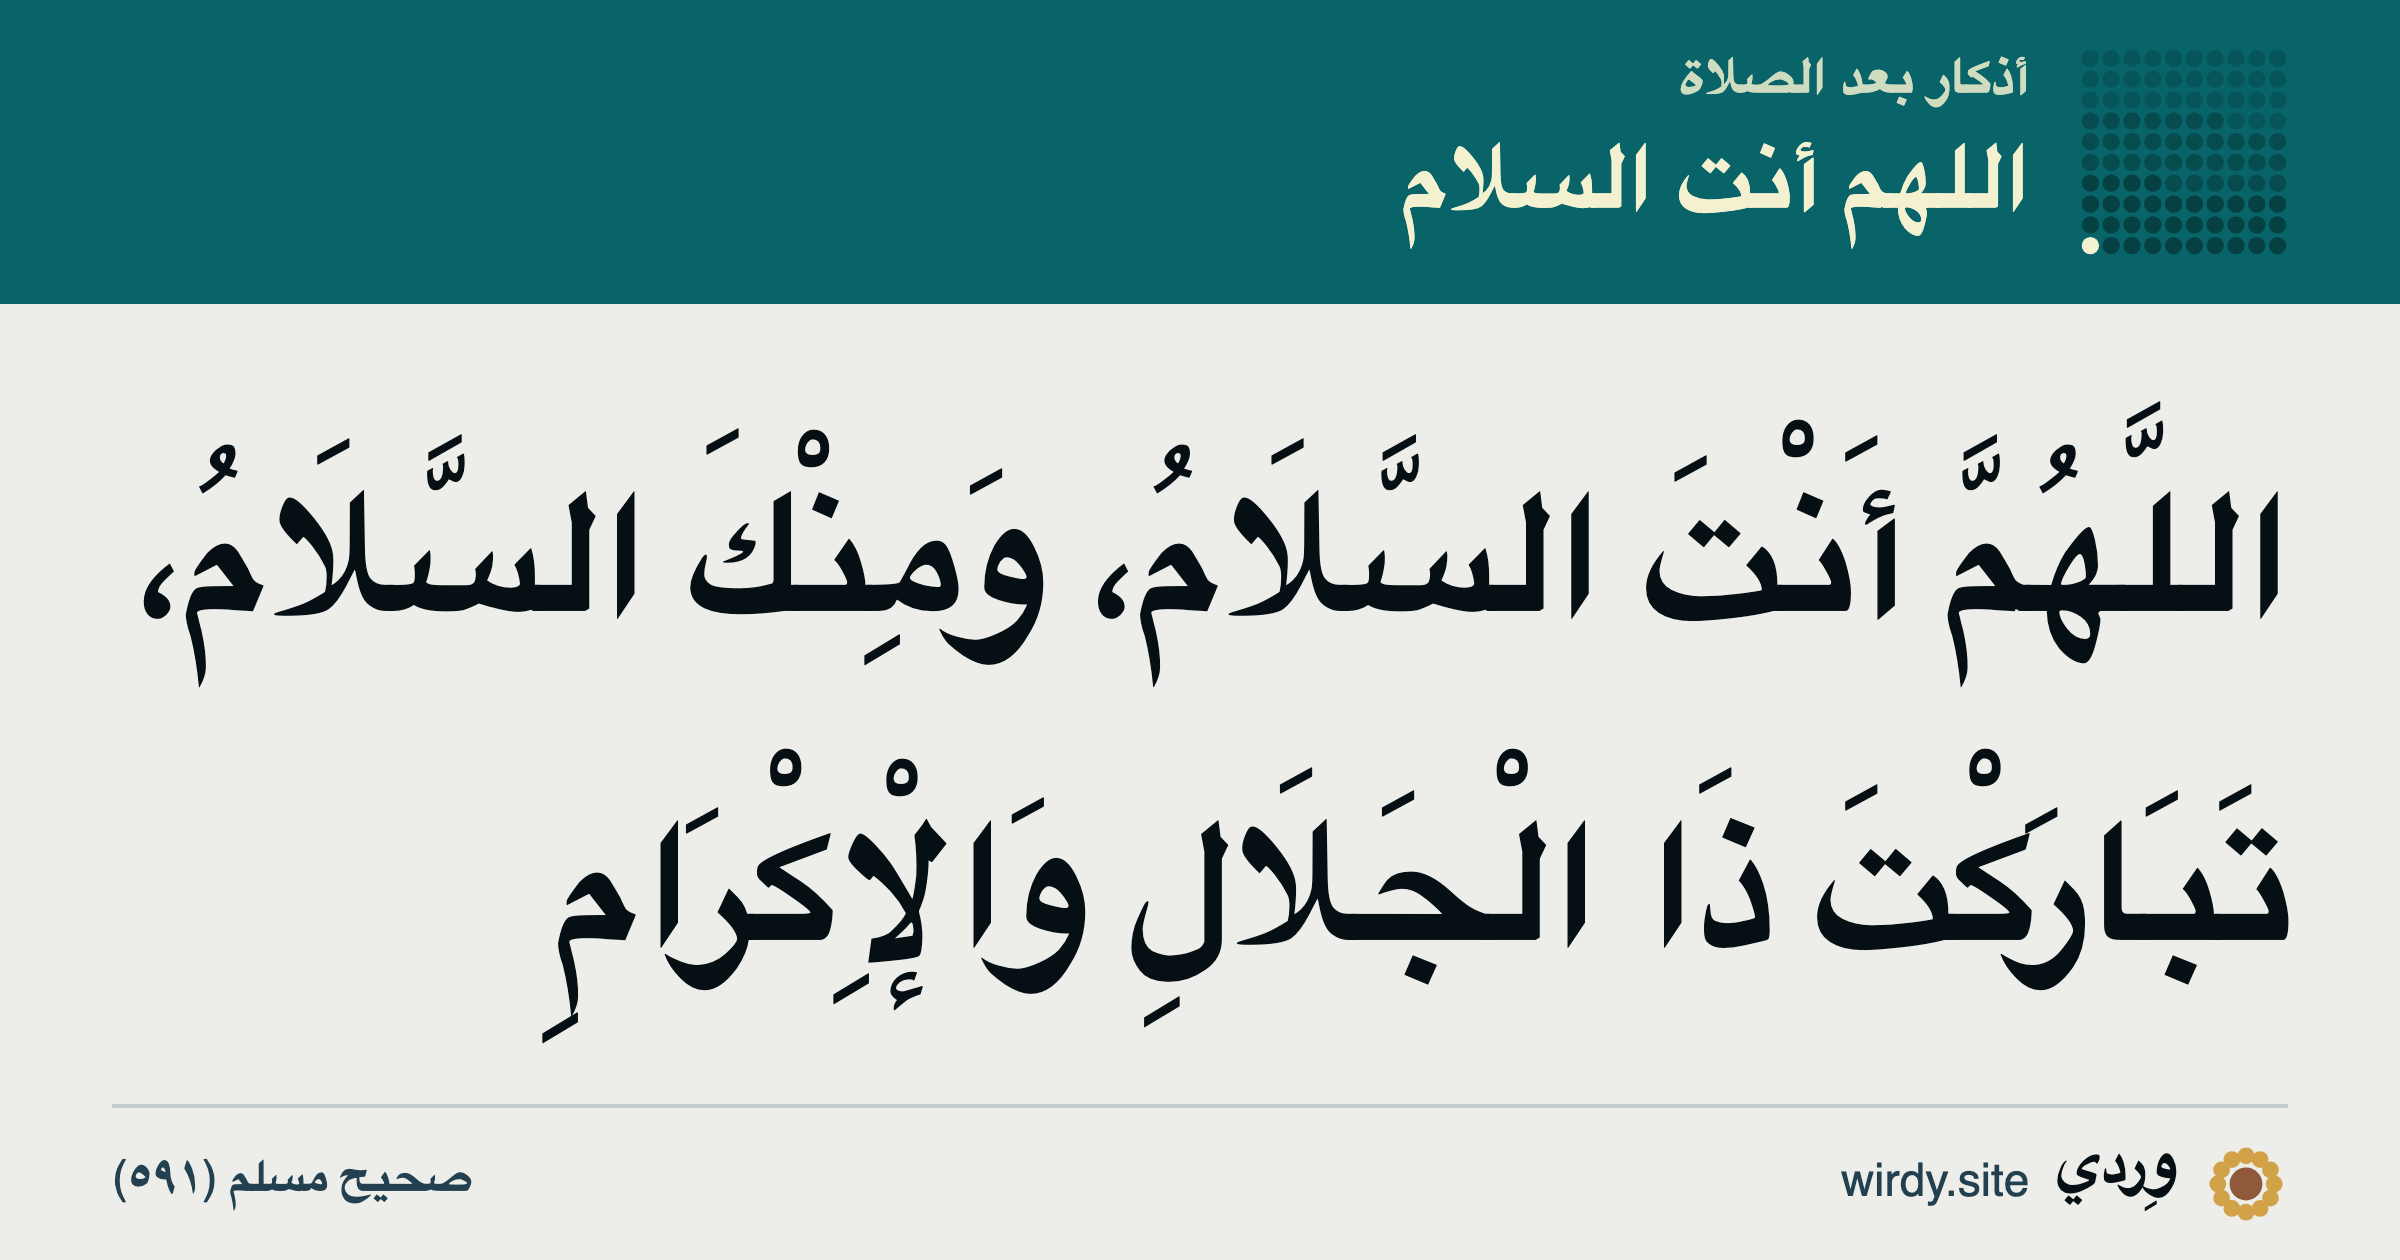 أذكار بعد الصلاة
اللهم أنت السلام
اللَّهُمَّ أَنْتَ السَّلَامُ، وَمِنْكَ السَّلَامُ،
تَبَارَكْتَ ذَا الْجَلَالِ وَالْإِكْرَامِ
وِردي wirdy.site
صحيح مسلم (٥٩١)